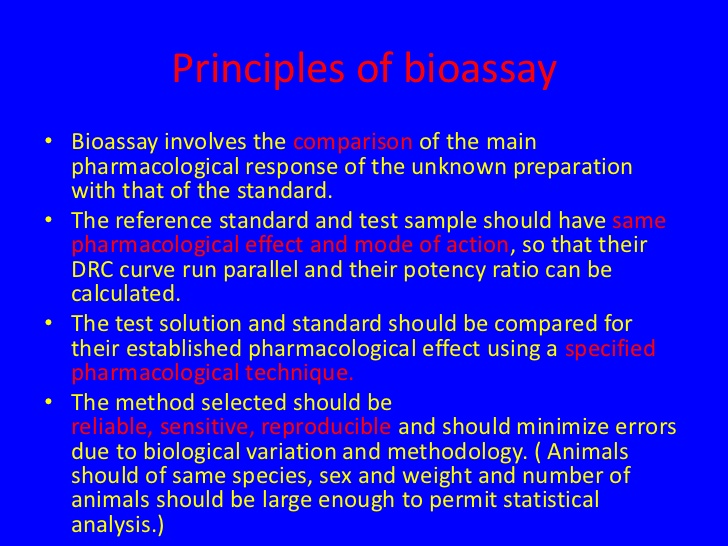 Principles of bioassay
• Bioassay involves the comparison of the main
pharmacological response of the unknown preparation
with that of the standard.
• The reference standard and test sample should have same
pharmacological effect and mode of action, so that their
DRC curve run parallel and their potency ratio can be
calculated.
• The test solution and standard should be compared for
their established pharmacological effect using a specified
pharmacological technique.
• The method selected should be
reliable, sensitive, reproducible and should minimize errors
due to biological variation and methodology. ( Animals
should of same species, sex and weight and number of
animals should be large enough to permit statistical
analysis.)